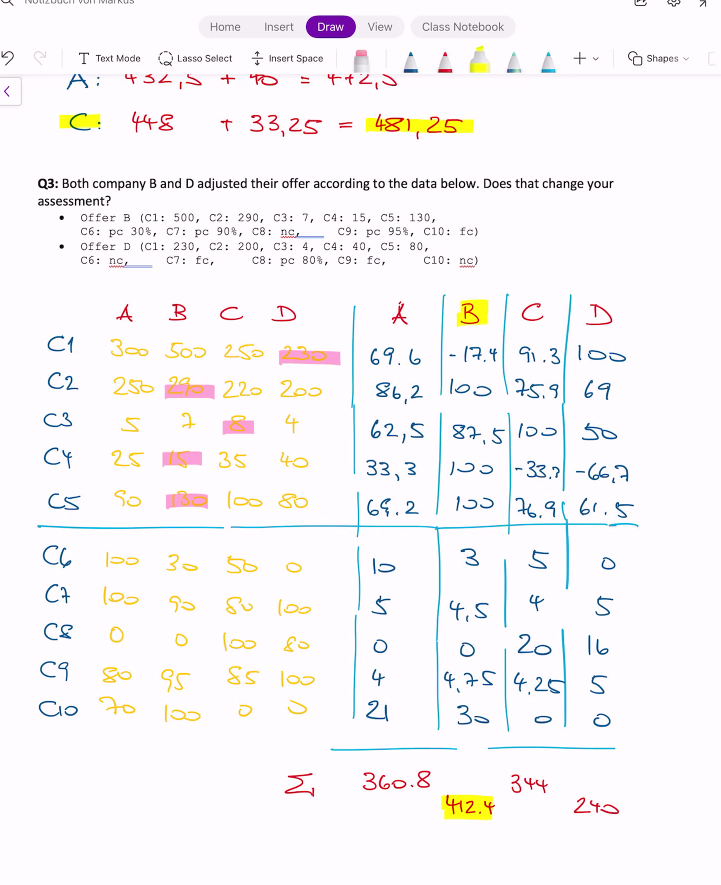 Notizbuch von Markus
Home Insert Draw View Class Notebook
T Text Mode Lasso Select Insert Space Shapes
A: 432,5 + 40 = 472,5
C: 448 + 33,25 = 481,25
Q3: Both company B and D adjusted their offer according to the data below. Does that change your
assessment?
• Offer B (C1: 500, C2: 290, C3: 7, C4: 15, C5: 130,
C6: pc 30%, C7: pc 90%, C8: nc,___ C9: pc 95%, C10: fc)
• Offer D (C1: 230, C2: 200, C3: 4, C4: 40, C5: 80,
C6: nc,___ C7: fc, C8: pc 80%, C9: fc, C10: nc)
A B C D A B C D
C1 300 500 250 230 69.6 -17.4 91.3 100
C2 250 290 220 200 86,2 100 75.9 69
C3 5 7 8 4 62,5 87,5 100 50
C4 25 15 35 40 33,3 100 -33.3 -66,7
C5 90 130 100 80 69.2 100 76.9 61.5
C6 100 30 50 0 10 3 5 0
C7 100 90 80 100 5 4,5 4 5
C8 0 0 100 80 0 0 20 16
C9 80 95 85 100 4 4,75 4,25 5
C10 70 100 0 0 21 30 0 0
Σ 360.8 344
412.4 240